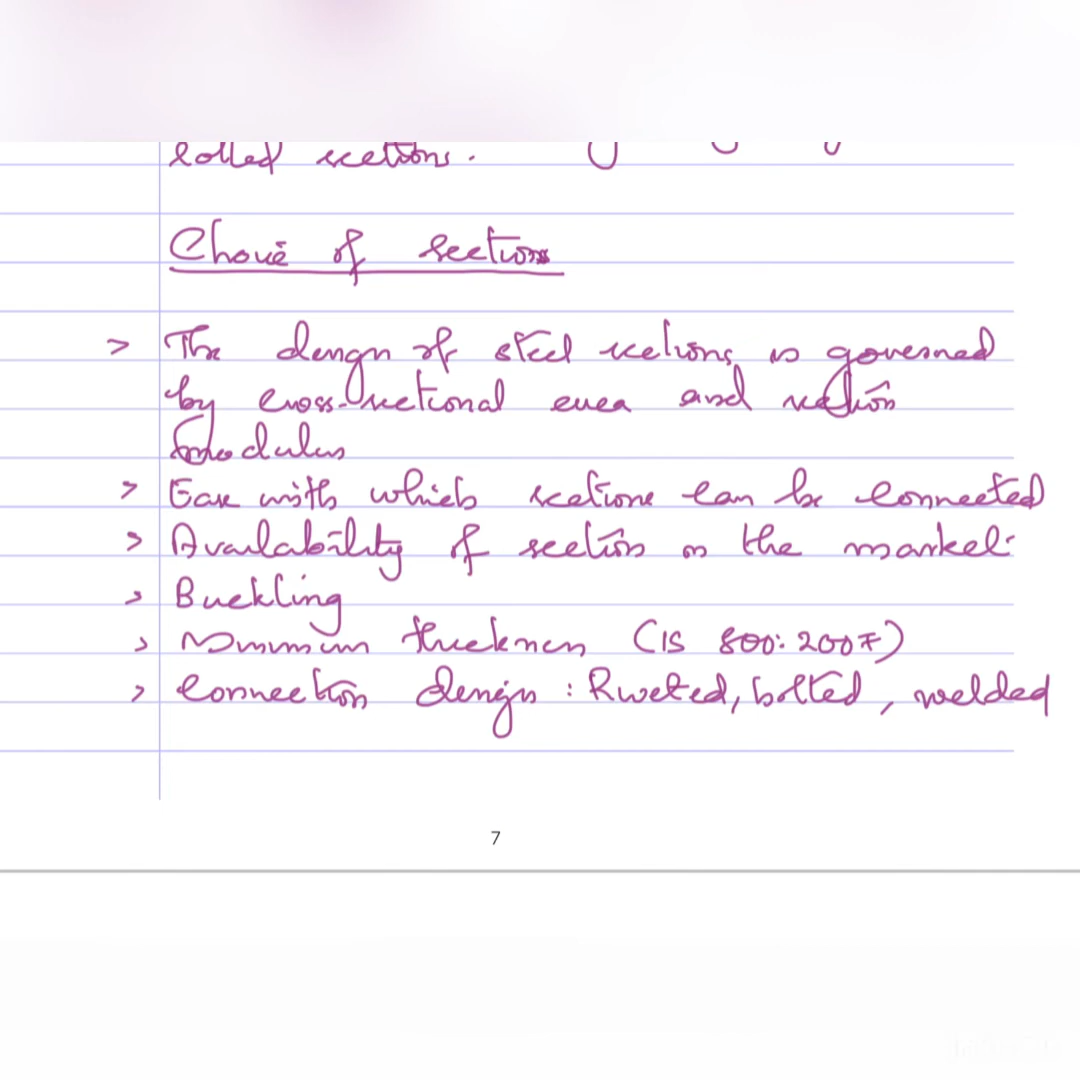 rolled sections.
Choice of sections
> The design of steel sections is governed
by cross-sectional area and section
modulus
> Ease with which sections can be connected
> Availability of section in the market.
> Buckling
> Minimum thickness (IS 800:2007)
> Connection design : Riveted, bolted, welded
7